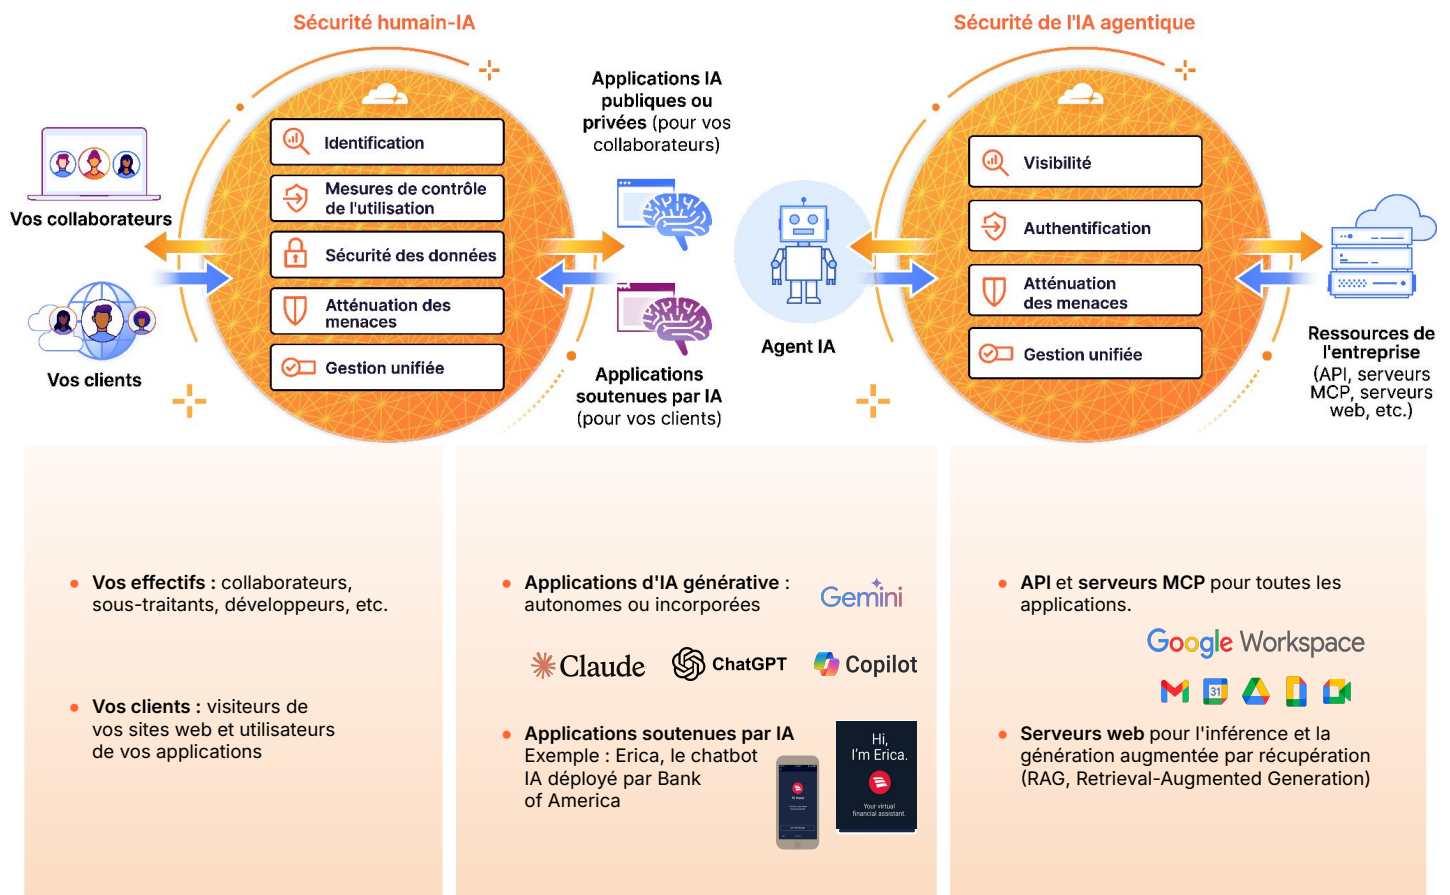 Sécurité humain-IA
Identification
Mesures de contrôle
de l'utilisation
Sécurité des données
Atténuation des
menaces
Gestion unifiée
Vos collaborateurs
Vos clients
Applications IA
publiques ou
privées (pour vos
collaborateurs)
Applications
soutenues par IA
(pour vos clients)
Agent IA
Sécurité de l'IA agentique
Visibilité
Authentification
Atténuation
des menaces
Gestion unifiée
Ressources de
l'entreprise
(API, serveurs
MCP, serveurs
web, etc.)
Vos effectifs : collaborateurs,
sous-traitants, développeurs, etc.
Vos clients : visiteurs de
vos sites web et utilisateurs
de vos applications
Applications d'IA générative :
autonomes ou incorporées
Gemini
Claude
ChatGPT
Copilot
Applications soutenues par IA
Exemple : Erica, le chatbot
IA déployé par Bank
of America
Hi,
I'm Erica.
Your virtual
financial assistant.
API et serveurs MCP pour toutes les
applications.
Google Workspace
31
Serveurs web pour l'inférence et la
génération augmentée par récupération
(RAG, Retrieval-Augmented Generation)